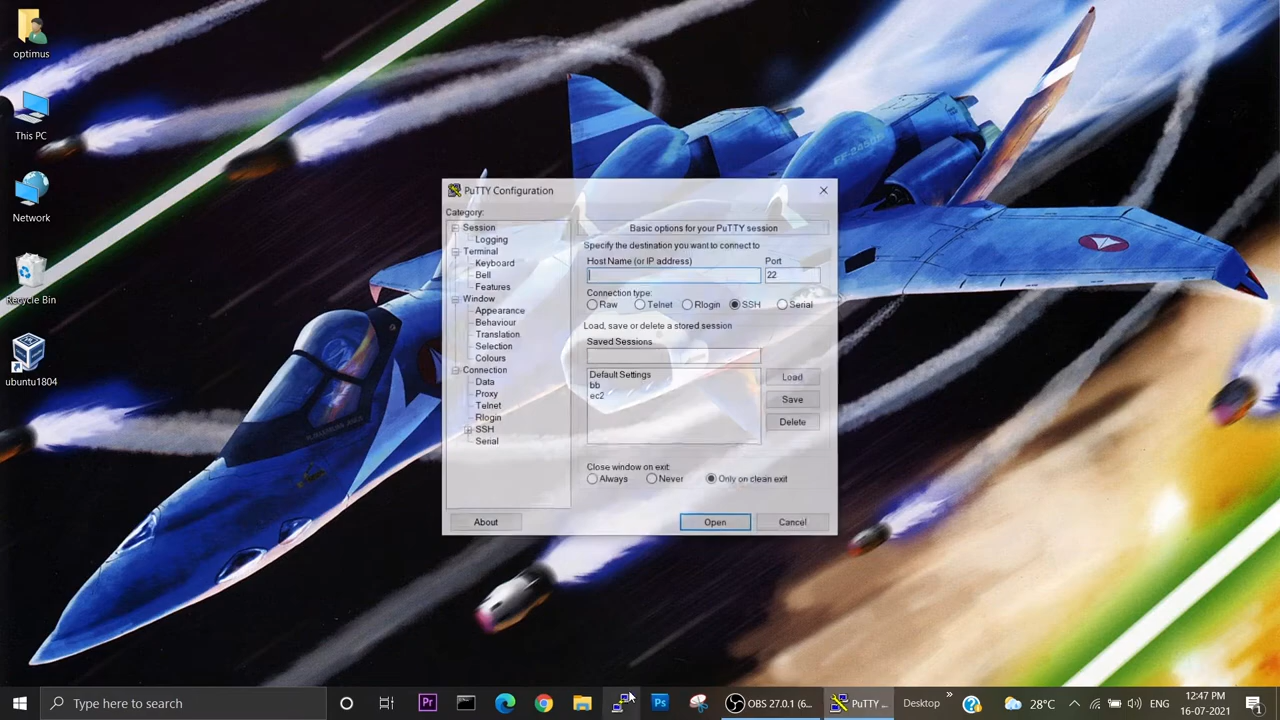 optimus
This PC
Network
Recycle Bin
ubuntu1804
PuTTY Configuration
Category:
Session
Logging
Terminal
Keyboard
Bell
Features
Window
Appearance
Behaviour
Translation
Selection
Colours
Connection
Data
Proxy
Telnet
Rlogin
SSH
Serial
Basic options for your PuTTY session
Specify the destination you want to connect to
Host Name (or IP address) Port
22
Connection type:
Raw Telnet Rlogin SSH Serial
Load, save or delete a stored session
Saved Sessions
Default Settings
bb
ec2
Load
Save
Delete
Close window on exit:
Always Never Only on clean exit
About Open Cancel
Type here to search
Pr
Ps
OBS 27.0.1 (6...
PuTTY ...
Desktop
28°C
ENG
12:47 PM
16-07-2021
1